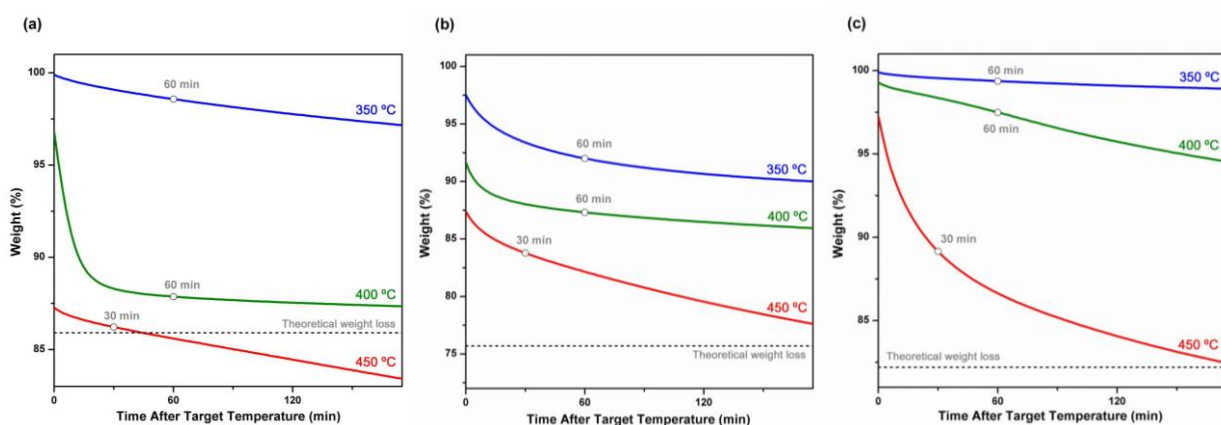 (a)
Weight (%)
100
95
90
85
60 min
350 ºC
60 min
400 ºC
30 min
Theoretical weight loss
450 ºC
0
60
120
Time After Target Temperature (min)
(b)
Weight (%)
100
95
90
85
80
75
60 min
350 ºC
60 min
400 ºC
30 min
450 ºC
Theoretical weight loss
0
60
120
Time After Target Temperature (min)
(c)
Weight (%)
100
95
90
85
60 min
350 ºC
60 min
400 ºC
30 min
450 ºC
Theoretical weight loss
0
60
120
Time After Target Temperature (min)